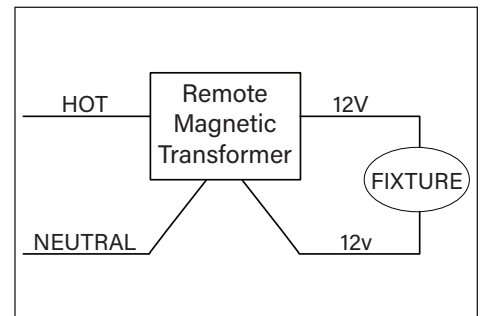 HOT
Remote
Magnetic
Transformer
12V
FIXTURE
NEUTRAL
12v